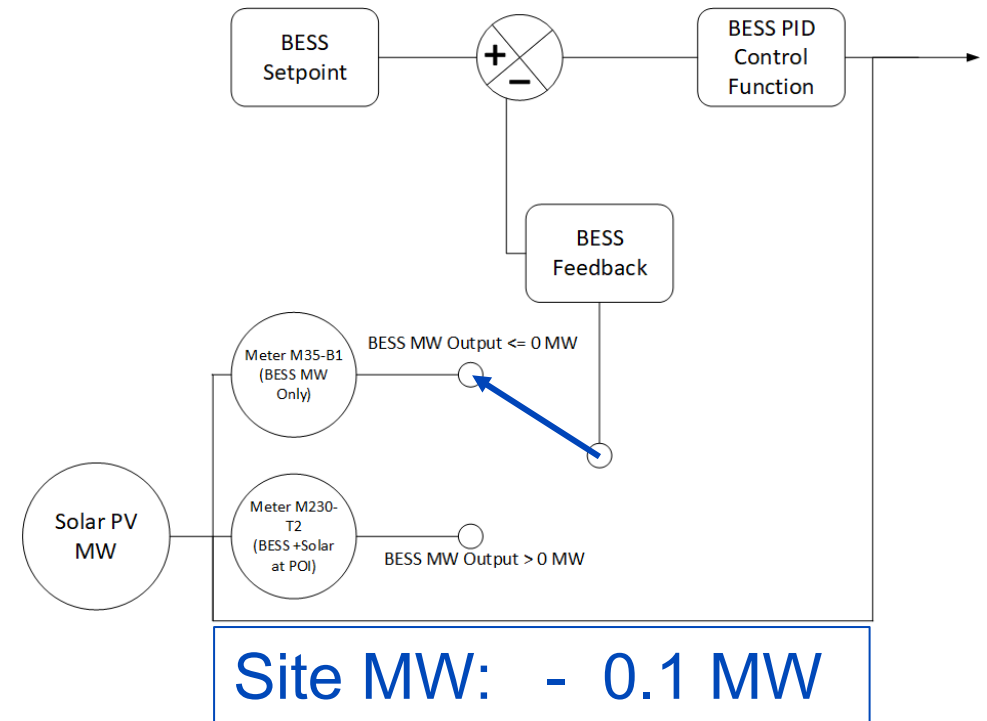 BESS
Setpoint
+
−
BESS PID
Control
Function
BESS
Feedback
Meter M35-B1
(BESS MW
Only)
BESS MW Output <= 0 MW
Solar PV
MW
Meter M230-
T2
(BESS +Solar
at POI)
BESS MW Output > 0 MW
Site MW: - 0.1 MW